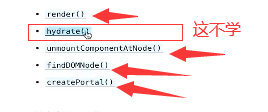 render()
hydrate() 这不学
unmountComponentAtNode()
findDOMNode()
createPortal()